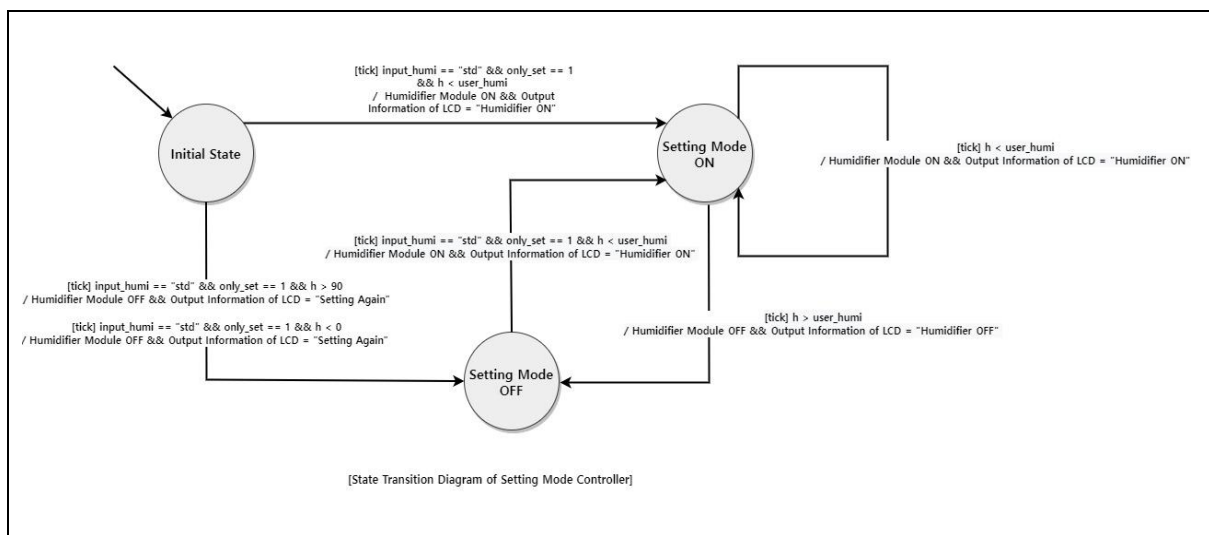 [tick] input_humi == "std" && only_set == 1
&& h < user_humi
/ Humidifier Module ON && Output
Information of LCD = "Humidifier ON"
Initial State
Setting Mode
ON
[tick] h < user_humi
/ Humidifier Module ON && Output Information of LCD = "Humidifier ON"
[tick] input_humi == "std" && only_set == 1 && h < user_humi
/ Humidifier Module ON && Output Information of LCD = "Humidifier ON"
[tick] input_humi == "std" && only_set == 1 && h > 90
/ Humidifier Module OFF && Output Information of LCD = "Setting Again"
[tick] input_humi == "std" && only_set == 1 && h < 0
/ Humidifier Module OFF && Output Information of LCD = "Setting Again"
[tick] h > user_humi
/ Humidifier Module OFF && Output Information of LCD = "Humidifier OFF"
Setting Mode
OFF
[State Transition Diagram of Setting Mode Controller]